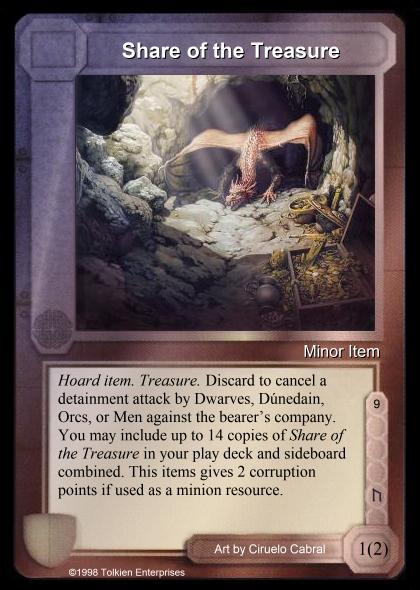 Share of the Treasure
Minor Item
Hoard item. Treasure. Discard to cancel a
detainment attack by Dwarves, Dúnedain,
Orcs, or Men against the bearer's company.
You may include up to 14 copies of Share of
the Treasure in your play deck and sideboard
combined. This items gives 2 corruption
points if used as a minion resource.
9
Art by Ciruelo Cabral
1(2)
©1998 Tolkien Enterprises